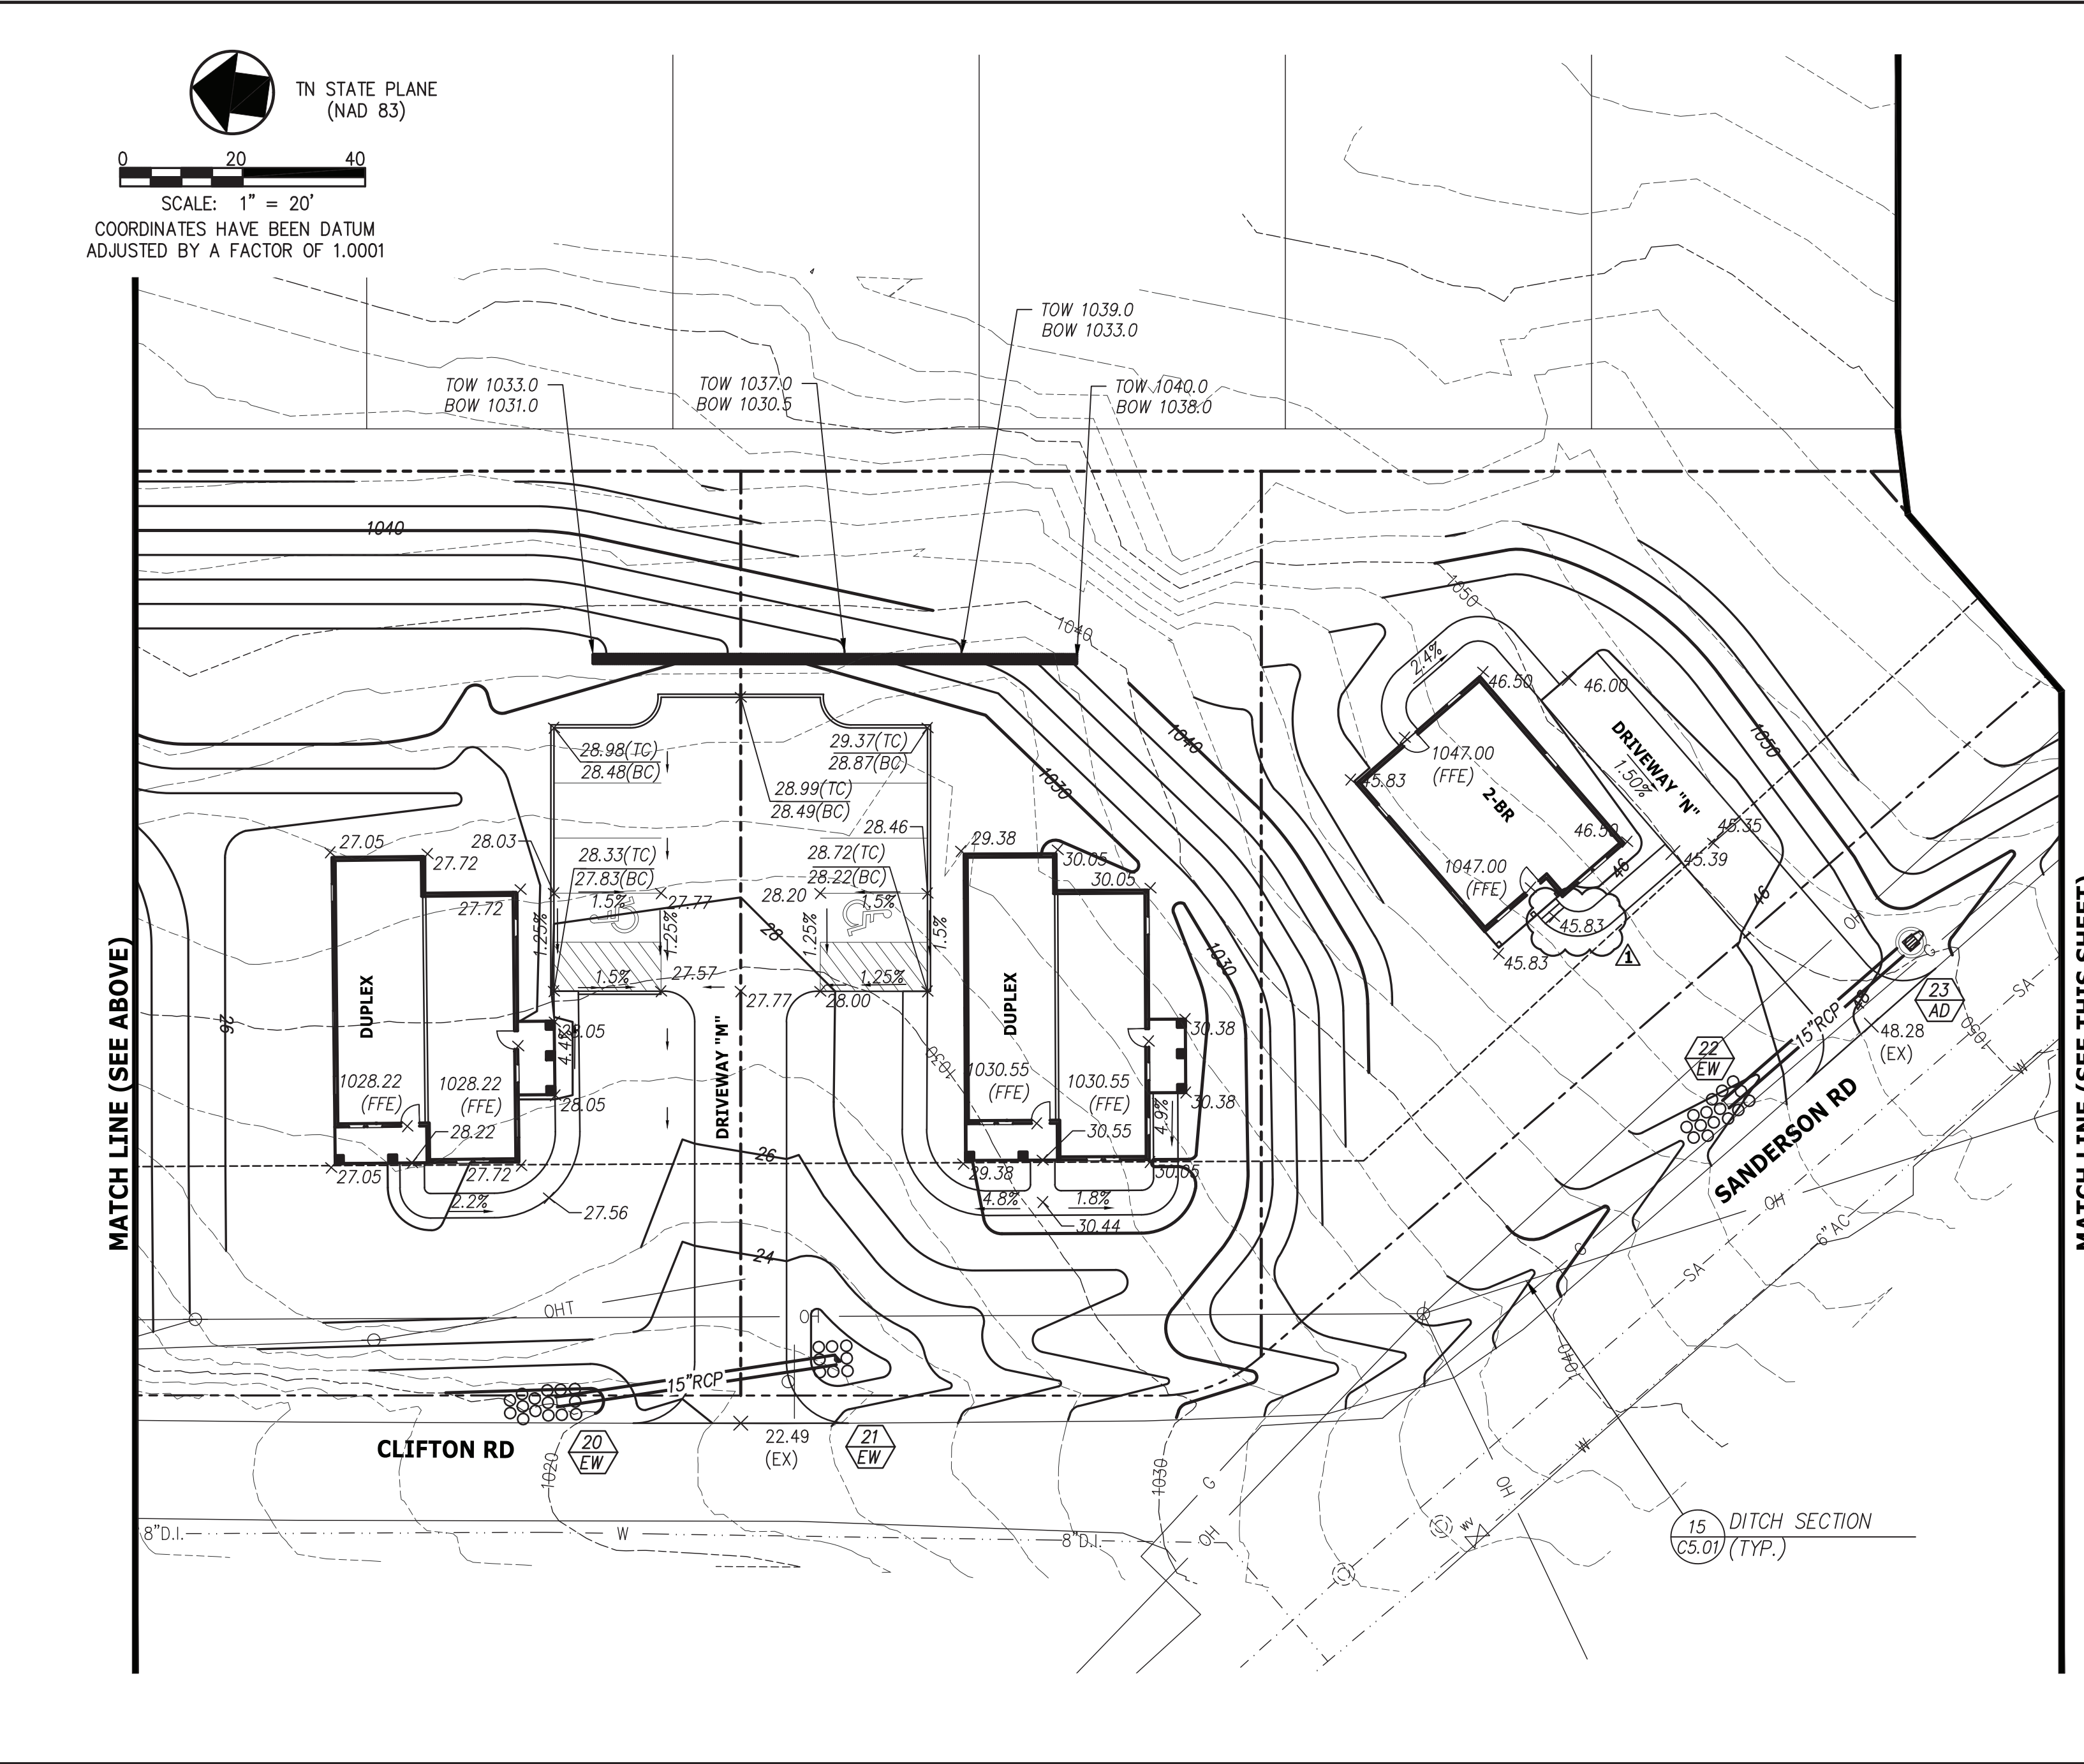 TN STATE PLANE
(NAD 83)
0 20 40
SCALE: 1" = 20'
COORDINATES HAVE BEEN DATUM
ADJUSTED BY A FACTOR OF 1.0001
TOW 1039.0
BOW 1033.0
TOW 1033.0
BOW 1031.0
TOW 1037.0
BOW 1030.5
TOW 1040.0
BOW 1038.0
1040
1050
1040
2.4%
46.50
46.00
DRIVEWAY "N"
1.50%
1050
1040
1030
28.98(TC)
28.48(BC)
29.37(TC)
28.87(BC)
28.99(TC)
28.49(BC)
1047.00
(FFE)
45.83
2-BR
46.50
45.35
45.39
27.05
27.72
28.03
28.33(TC)
27.83(BC)
28.46
28.72(TC)
28.22(BC)
29.38
30.05
30.05
1047.00
(FFE)
46
46
45.83
45.83
1
27.72
1.5%
27.77
28.20
1.5%
28
1.25%
1.25%
1.25%
1.5%
1.5%
27.57
1.25%
27.77
28.00
1030
OH
G
SA
MATCH LINE (SEE ABOVE)
26
DUPLEX
28.05
4.4%
DRIVEWAY "M"
DUPLEX
1030
30.38
23
AD
48
15"RCP
48.28
(EX)
1050
W
22
EW
1028.22
(FFE)
1028.22
(FFE)
28.05
28.22
1030.55
(FFE)
1030.55
(FFE)
30.38
4.9%
30.55
SANDERSON RD
MATCH LINE (SEE THIS SHEET)
27.05
27.72
26
29.38
30.05
2.2%
27.56
4.8%
1.8%
30.44
OH
6" AC
G
SA
24
OHT
OH
1040
15"RCP
CLIFTON RD
20
EW
22.49
(EX)
21
EW
1020
1030
G
OH
W
OH
WV
8"D.I.
W
8"D.I.
15
C5.01
DITCH SECTION
(TYP.)